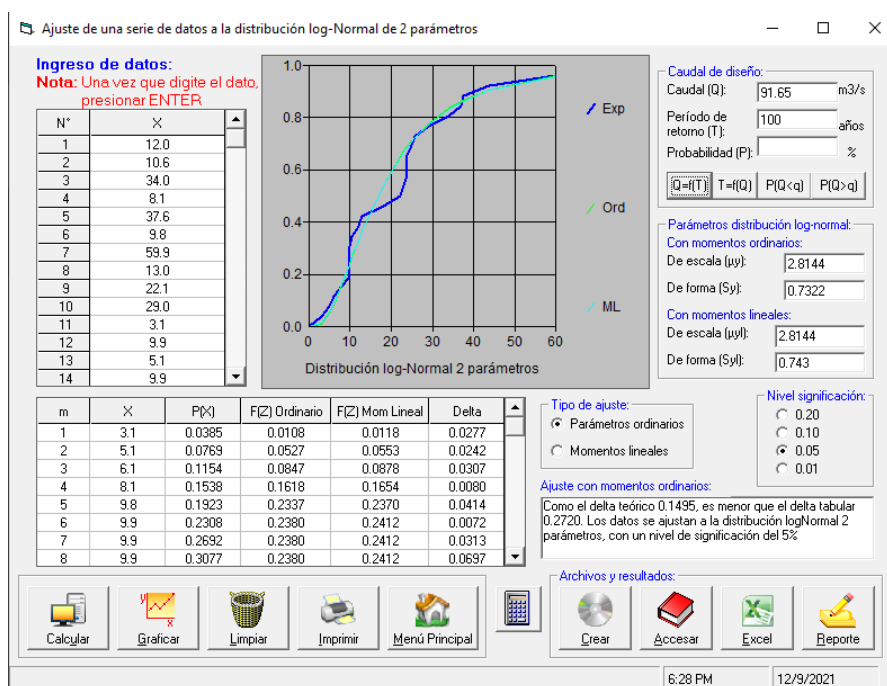 Ajuste de una serie de datos a la distribución log-Normal de 2 parámetros
Ingreso de datos:
Nota: Una vez que digite el dato,
presionar ENTER
N° X
1 12.0
2 10.6
3 34.0
4 8.1
5 37.6
6 9.8
7 59.9
8 13.0
9 22.1
10 29.0
11 3.1
12 9.9
13 5.1
14 9.9
1.0
0.8
0.6
0.4
0.2
0.0
0 10 20 30 40 50 60
Distribución log-Normal 2 parámetros
Exp
Ord
ML
Caudal de diseño:
Caudal (Q): 91.65 m3/s
Período de
retorno (T): 100 años
Probabilidad (P): %
Q=f(T) T=f(Q) P(Q<q) P(Q>q)
Parámetros distribución log-normal:
Con momentos ordinarios:
De escala (μy): 2.8144
De forma (Sy): 0.7322
Con momentos lineales:
De escala (μyl): 2.8144
De forma (Syl): 0.743
m X P(X) F(Z) Ordinario F(Z) Mom Lineal Delta
1 3.1 0.0385 0.0108 0.0118 0.0277
2 5.1 0.0769 0.0527 0.0553 0.0242
3 6.1 0.1154 0.0847 0.0878 0.0307
4 8.1 0.1538 0.1618 0.1654 0.0080
5 9.8 0.1923 0.2337 0.2370 0.0414
6 9.9 0.2308 0.2380 0.2412 0.0072
7 9.9 0.2692 0.2380 0.2412 0.0313
8 9.9 0.3077 0.2380 0.2412 0.0697
Tipo de ajuste:
Parámetros ordinarios
Momentos lineales
Nivel significación:
0.20
0.10
0.05
0.01
Ajuste con momentos ordinarios:
Como el delta teórico 0.1495, es menor que el delta tabular
0.2720. Los datos se ajustan a la distribución logNormal 2
parámetros, con un nivel de significación del 5%
Calcular Graficar Limpiar Imprimir Menú Principal
Archivos y resultados:
Crear Accesar Excel Reporte
6:28 PM 12/9/2021